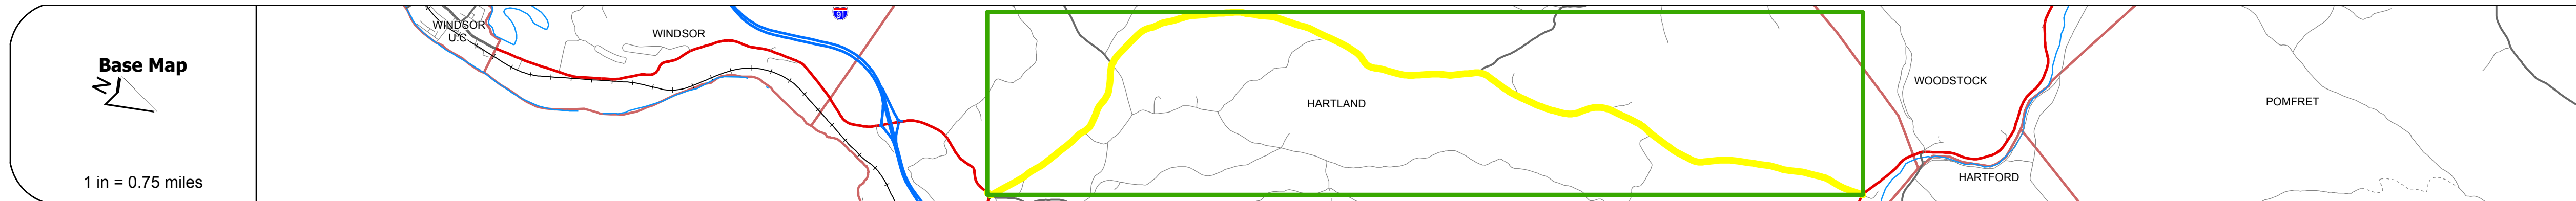 Base Map
N
1 in = 0.75 miles
WINDSOR
U.C.
WINDSOR
91
HARTLAND
WOODSTOCK
HARTFORD
POMFRET